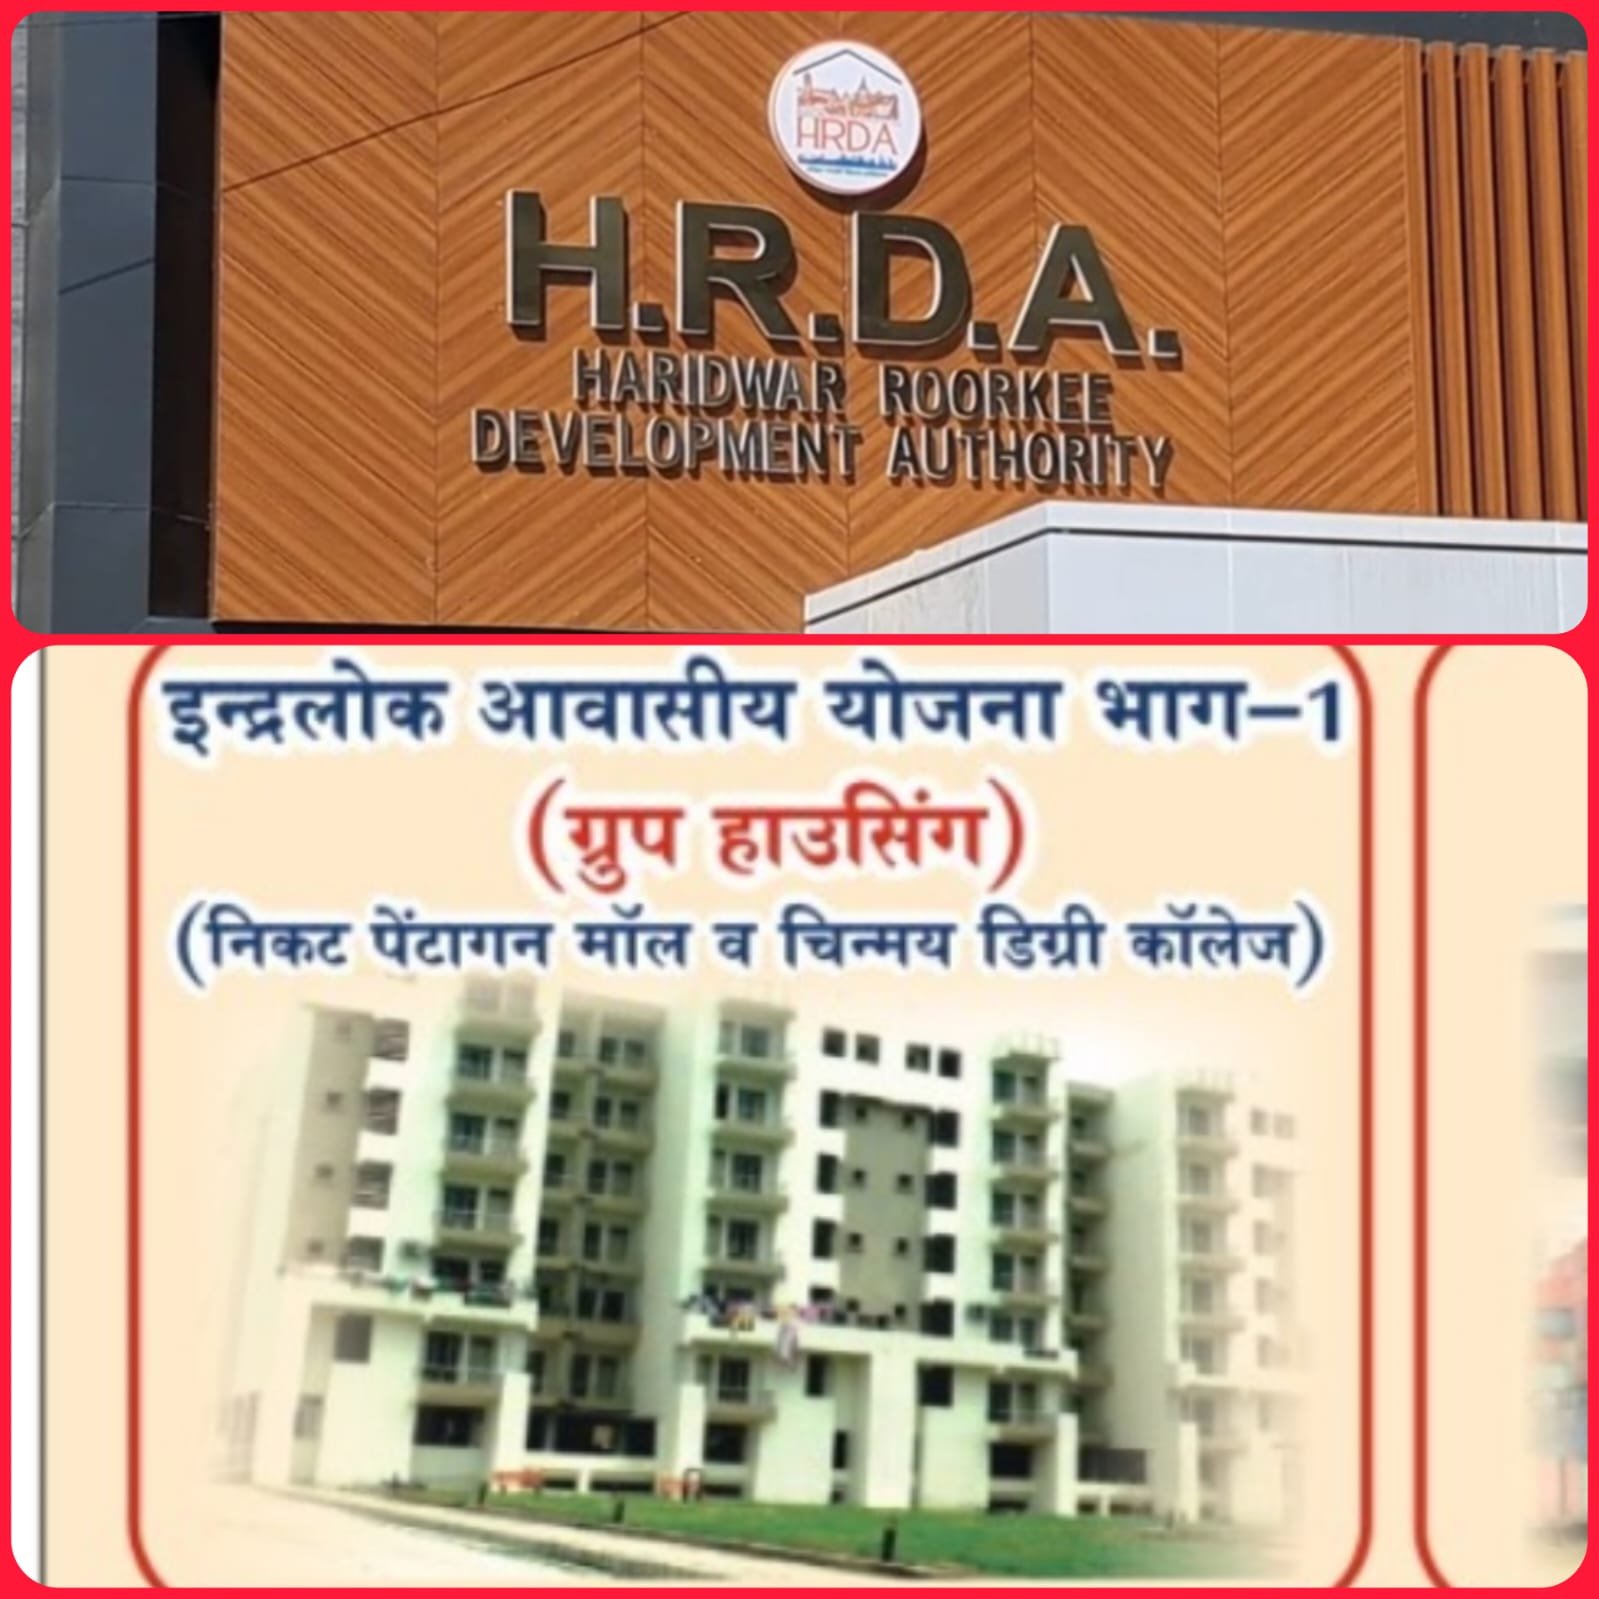 HRDA
H.R.D.A.
HARIDWAR ROORKEE
DEVELOPMENT AUTHORITY
इन्द्रलोक आवासीय योजना भाग-1
(ग्रुप हाउसिंग)
(निकट पेंटागन मॉल व चिन्मय डिग्री कॉलेज)